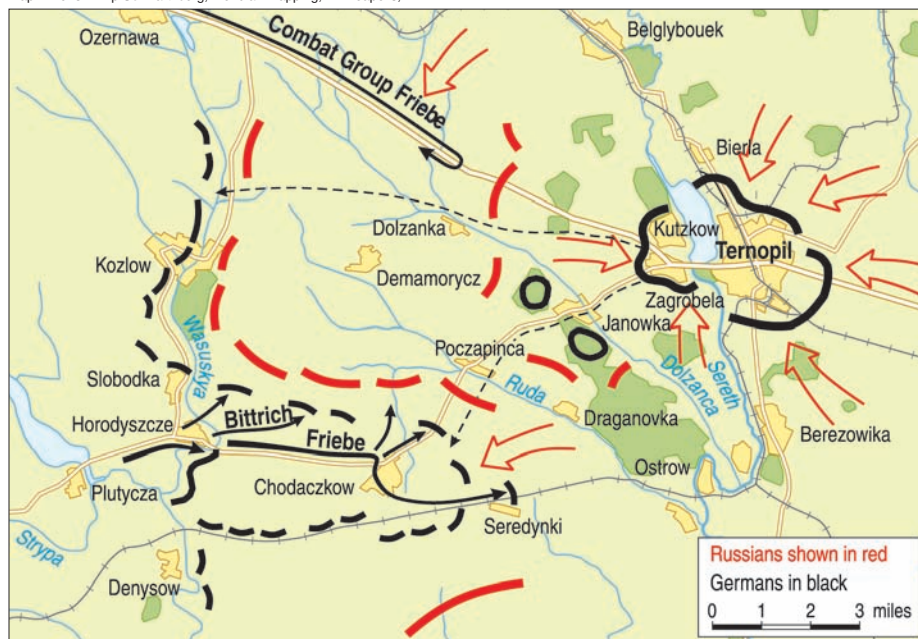 Ozernawa
Combat Group Friebe
Belglybouek
Bierla
Kutzkow
Ternopil
Dolzanka
Kozlow
Demamorycz
Zagrobela
Janowka
Wasuskya
Poczapinca
Sereth
Dolzanca
Slobodka
Ruda
Horodyszcze
Bittrich
Draganovka
Berezowika
Friebe
Ostrow
Plutycza
Chodaczkow
Seredynki
Strypa
Denysow
Russians shown in red
Germans in black
0 1 2 3 miles